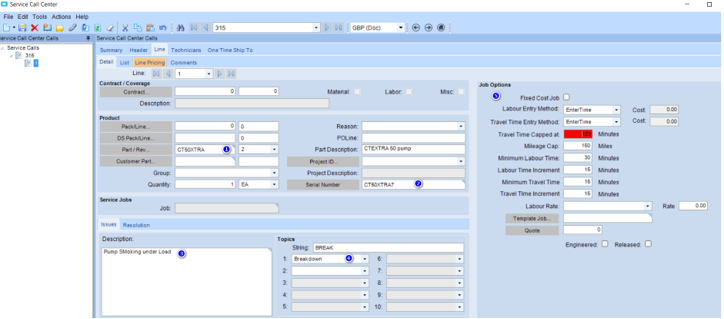 Service Call Center
File Edit Tools Actions Help
315
GBP (Doc)
Service Call Center Calls
Service Calls
316
1
Service Call Center Calls
Summary Header Line Technicians One Time Ship To
Detail List Line Pricing Comments
Line: 1
Contract / Coverage
Contract... 0 0 Material: Labor: Misc:
Description:
Product
Pack/Line... 0 0 Reason:
DS Pack/Line... 0 POLine:
Part / Rev... CT60XTRA 1 2 Part Description: CTEXTRA 60 pump
Customer Part... Project ID...
Group: Project Description:
Quantity: 1 EA Serial Number CT60XTRA7 2
Service Jobs
Job:
Issues Resolution
Description:
Pump SMoking under Load 3
Topics
String: BREAK
1: Breakdown 4 6:
2: 7:
3: 8:
4: 9:
5: 10:
Job Options
Fixed Cost Job
Labour Entry Method: EnterTime Cost: 0.00
Travel Time Entry Method: EnterTime Cost: 0.00
Travel Time Capped at: Minutes
Mileage Cap: 150 Miles
Minimum Labour Time: 30 Minutes
Labour Time Increment 15 Minutes
Minimum Travel Time 15 Minutes
Travel TIme Increment 15 Minutes
Labour Rate: Rate 0.00
Template Job...
Quote 0
Engineered: Released: